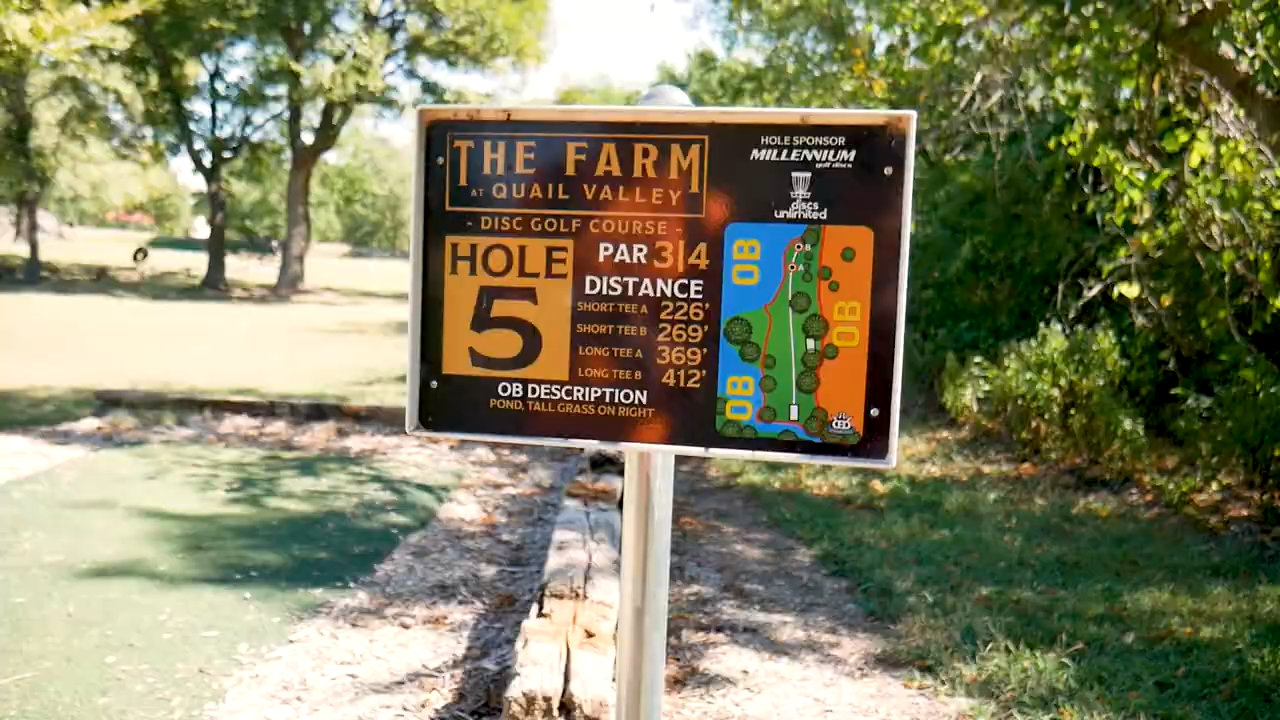 THE FARM
AT QUAIL VALLEY
- DISC GOLF COURSE -
HOLE
5
PAR 3|4
DISTANCE
SHORT TEE A 226'
SHORT TEE B 269'
LONG TEE A 369'
LONG TEE B 412'
OB DESCRIPTION
POND, TALL GRASS ON RIGHT
HOLE SPONSOR
MILLENNIUM
golf discs
discs
unlimited
OB
B
A
OB
OB